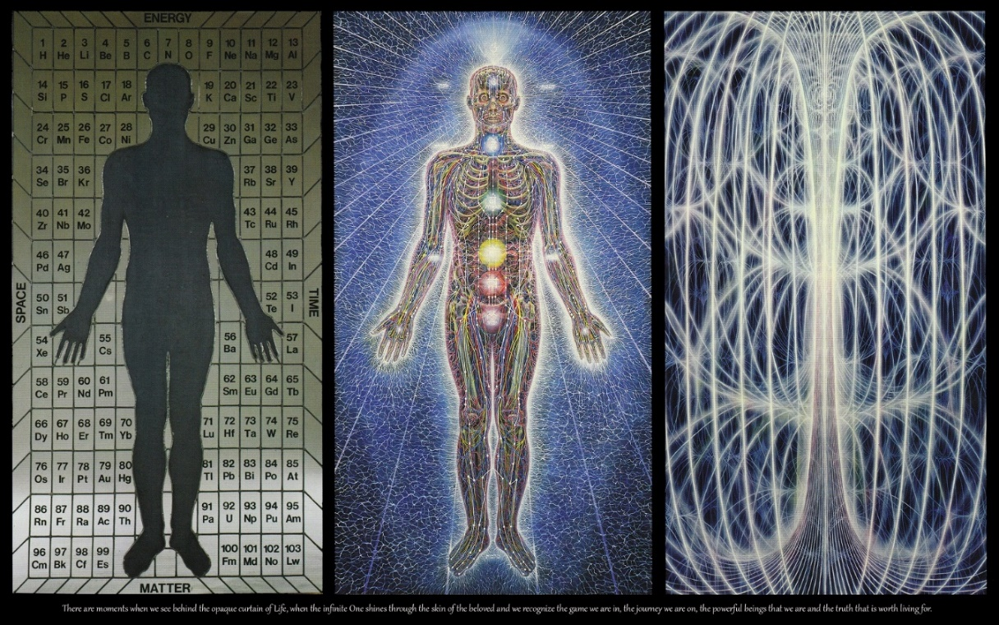 ENERGY
1 2 3 4 5 6 7 8 9 10 11 12 13
H He Li Be B C N O F Ne Na Mg Al
14 15 16 17 18 19 20 21 22 23
Si P S Cl Ar K Ca Sc Ti V
24 25 26 27 28 29 30 31 32 33
Cr Mn Fe Co Ni Cu Zn Ga Ge As
34 35 36 37 38 39
Se Br Kr Rb Sr Y
40 41 42 43 44 45
Zr Nb Mo Tc Ru Rh
46 47 48 49
Pd Ag Cd In
SPACE
TIME
50 51 52 53
Sn Sb Te I
54 55 56 57
Xe Cs Ba La
58 59 60 61 62 63 64 65
Ce Pr Nd Pm Sm Eu Gd Tb
66 67 68 69 70 71 72 73 74 75
Dy Ho Er Tm Yb Lu Hf Ta W Re
76 77 78 79 80 81 82 83 84 85
Os Ir Pt Au Hg Tl Pb Bi Po At
86 87 88 89 90 91 92 93 94 95
Rn Fr Ra Ac Th Pa U Np Pu Am
96 97 98 99 100 101 102 103
Cm Bk Cf Es Fm Md No Lw
MATTER
There are moments when we see behind the opaque curtain of Life, when the infinite One shines through the skin of the beloved and we recognize the game we are in, the journey we are on, the powerful beings that we are and the truth that is worth living for.